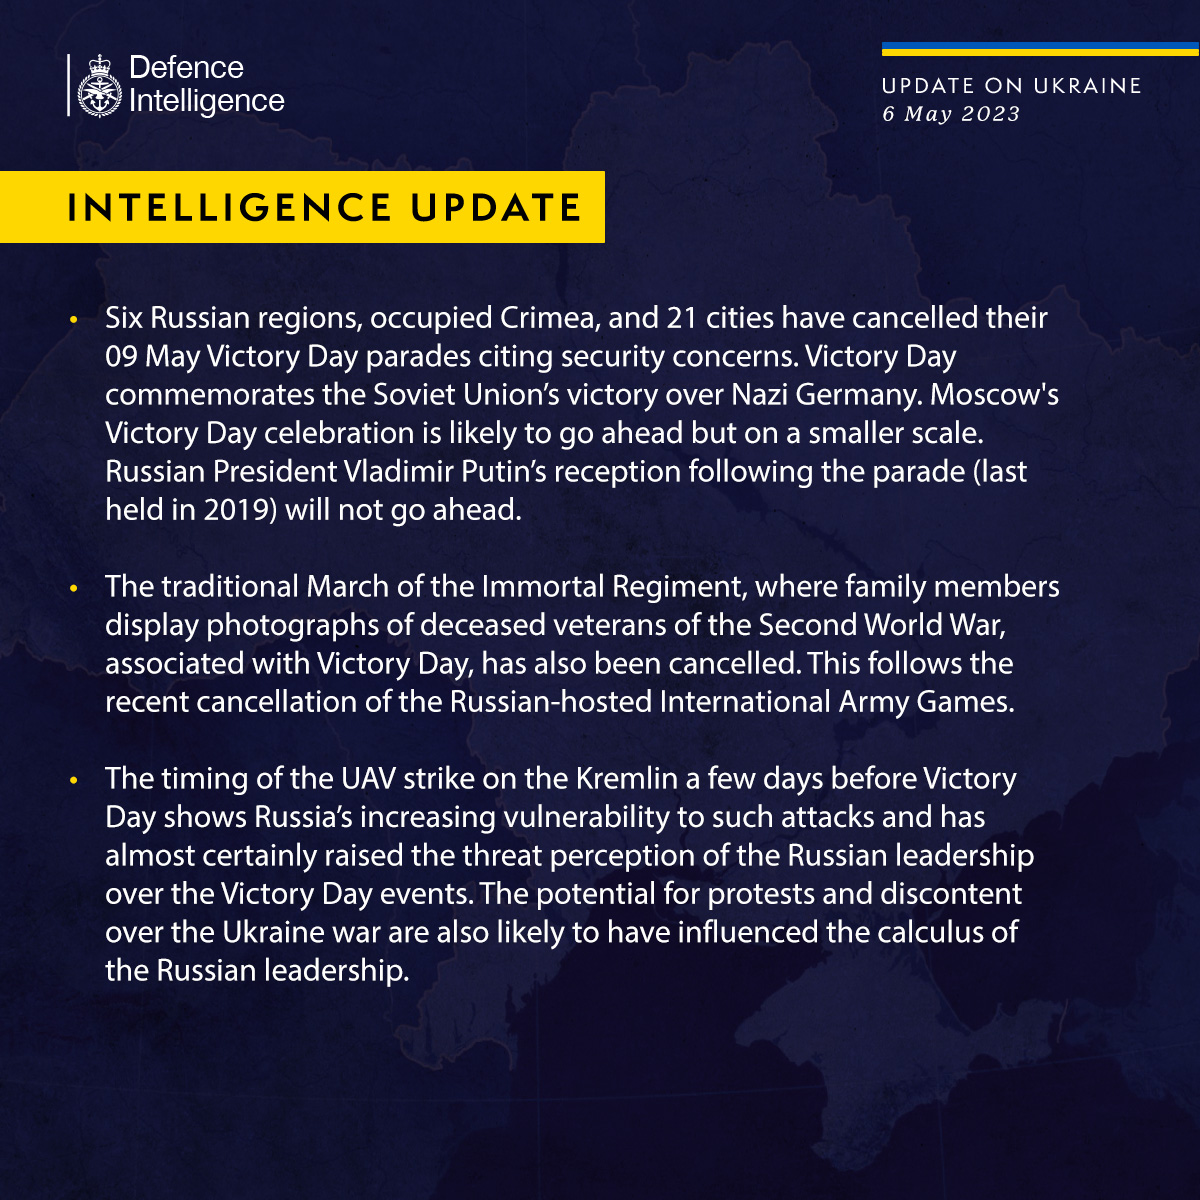 Defence
Intelligence
UPDATE ON UKRAINE
6 May 2023
INTELLIGENCE UPDATE
• Six Russian regions, occupied Crimea, and 21 cities have cancelled their
09 May Victory Day parades citing security concerns. Victory Day
commemorates the Soviet Union’s victory over Nazi Germany. Moscow's
Victory Day celebration is likely to go ahead but on a smaller scale.
Russian President Vladimir Putin’s reception following the parade (last
held in 2019) will not go ahead.
• The traditional March of the Immortal Regiment, where family members
display photographs of deceased veterans of the Second World War,
associated with Victory Day, has also been cancelled. This follows the
recent cancellation of the Russian-hosted International Army Games.
• The timing of the UAV strike on the Kremlin a few days before Victory
Day shows Russia’s increasing vulnerability to such attacks and has
almost certainly raised the threat perception of the Russian leadership
over the Victory Day events. The potential for protests and discontent
over the Ukraine war are also likely to have influenced the calculus of
the Russian leadership.